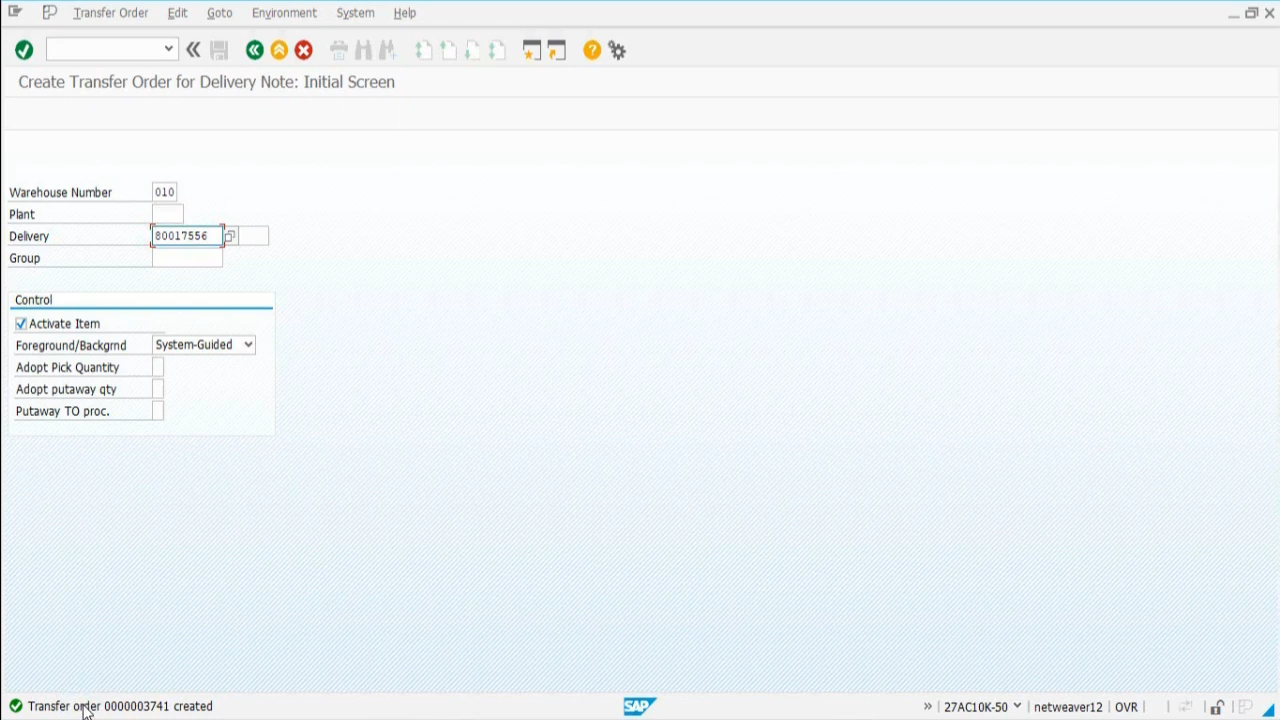 Transfer Order Edit Goto Environment System Help
Create Transfer Order for Delivery Note: Initial Screen
Warehouse Number 010
Plant
Delivery 80017556
Group
Control
Activate Item
Foreground/Backgrnd System-Guided
Adopt Pick Quantity
Adopt putaway qty
Putaway TO proc.
Transfer order 0000003741 created SAP » 27AC10K-50 netweaver12 OVR